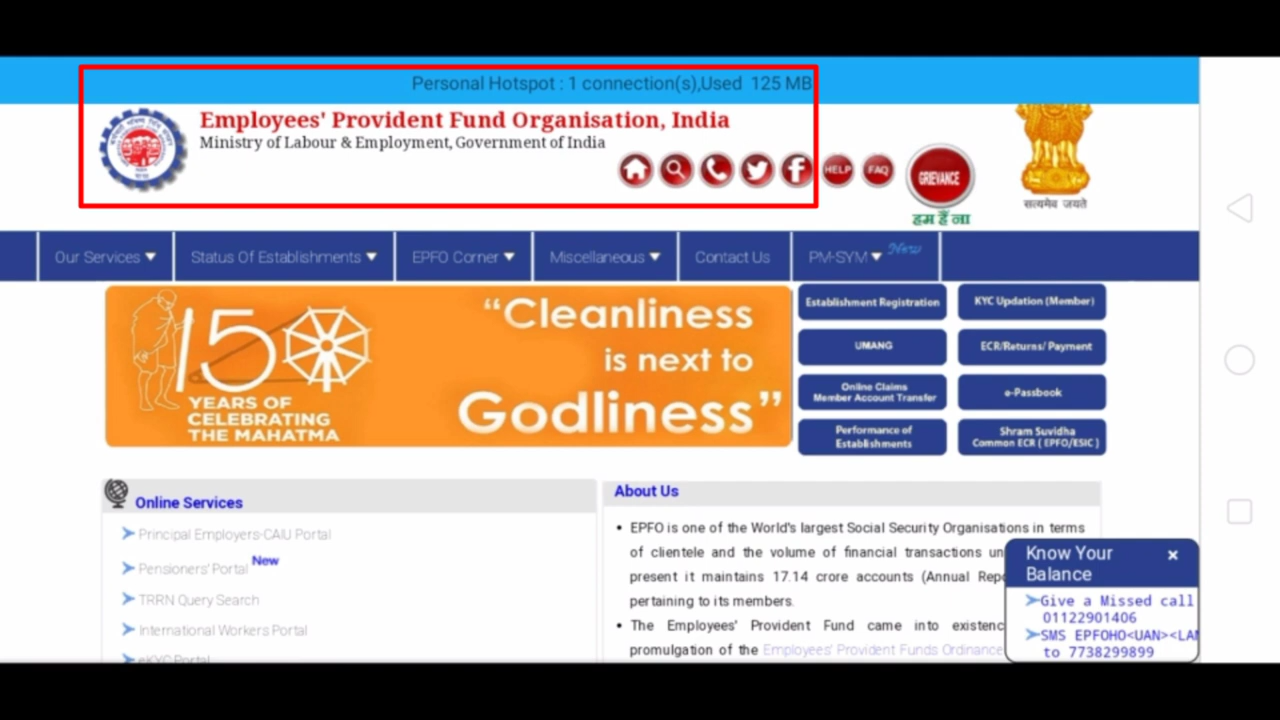 Personal Hotspot : 1 connection(s),Used 125 MB
Employees' Provident Fund Organisation, India
Ministry of Labour & Employment, Government of India
HELP
FAQ
GRIEVANCE
हम हैं ना
सत्यमेव जयते
Our Services
Status Of Establishments
EPFO Corner
Miscellaneous
Contact Us
PM-SYM
New
150
YEARS OF
CELEBRATING
THE MAHATMA
“Cleanliness
is next to
Godliness”
Establishment Registration
KYC Updation (Member)
UMANG
ECR/Returns/ Payment
Online Claims
Member Account Transfer
e-Passbook
Performance of
Establishments
Shram Suvidha
Common ECR ( EPFO/ESIC )
Online Services
Principal Employers-CAIU Portal
Pensioners' Portal New
TRRN Query Search
International Workers Portal
eKYC Portal
About Us
• EPFO is one of the World's largest Social Security Organisations in terms
of clientele and the volume of financial transactions un
present it maintains 17.14 crore accounts (Annual Repo
pertaining to its members.
• The Employees' Provident Fund came into existenc
promulgation of the Employees' Provident Funds Ordinance
Know Your
Balance
×
Give a Missed call
01122901406
SMS EPFOHO<UAN><LAN
to 7738299899